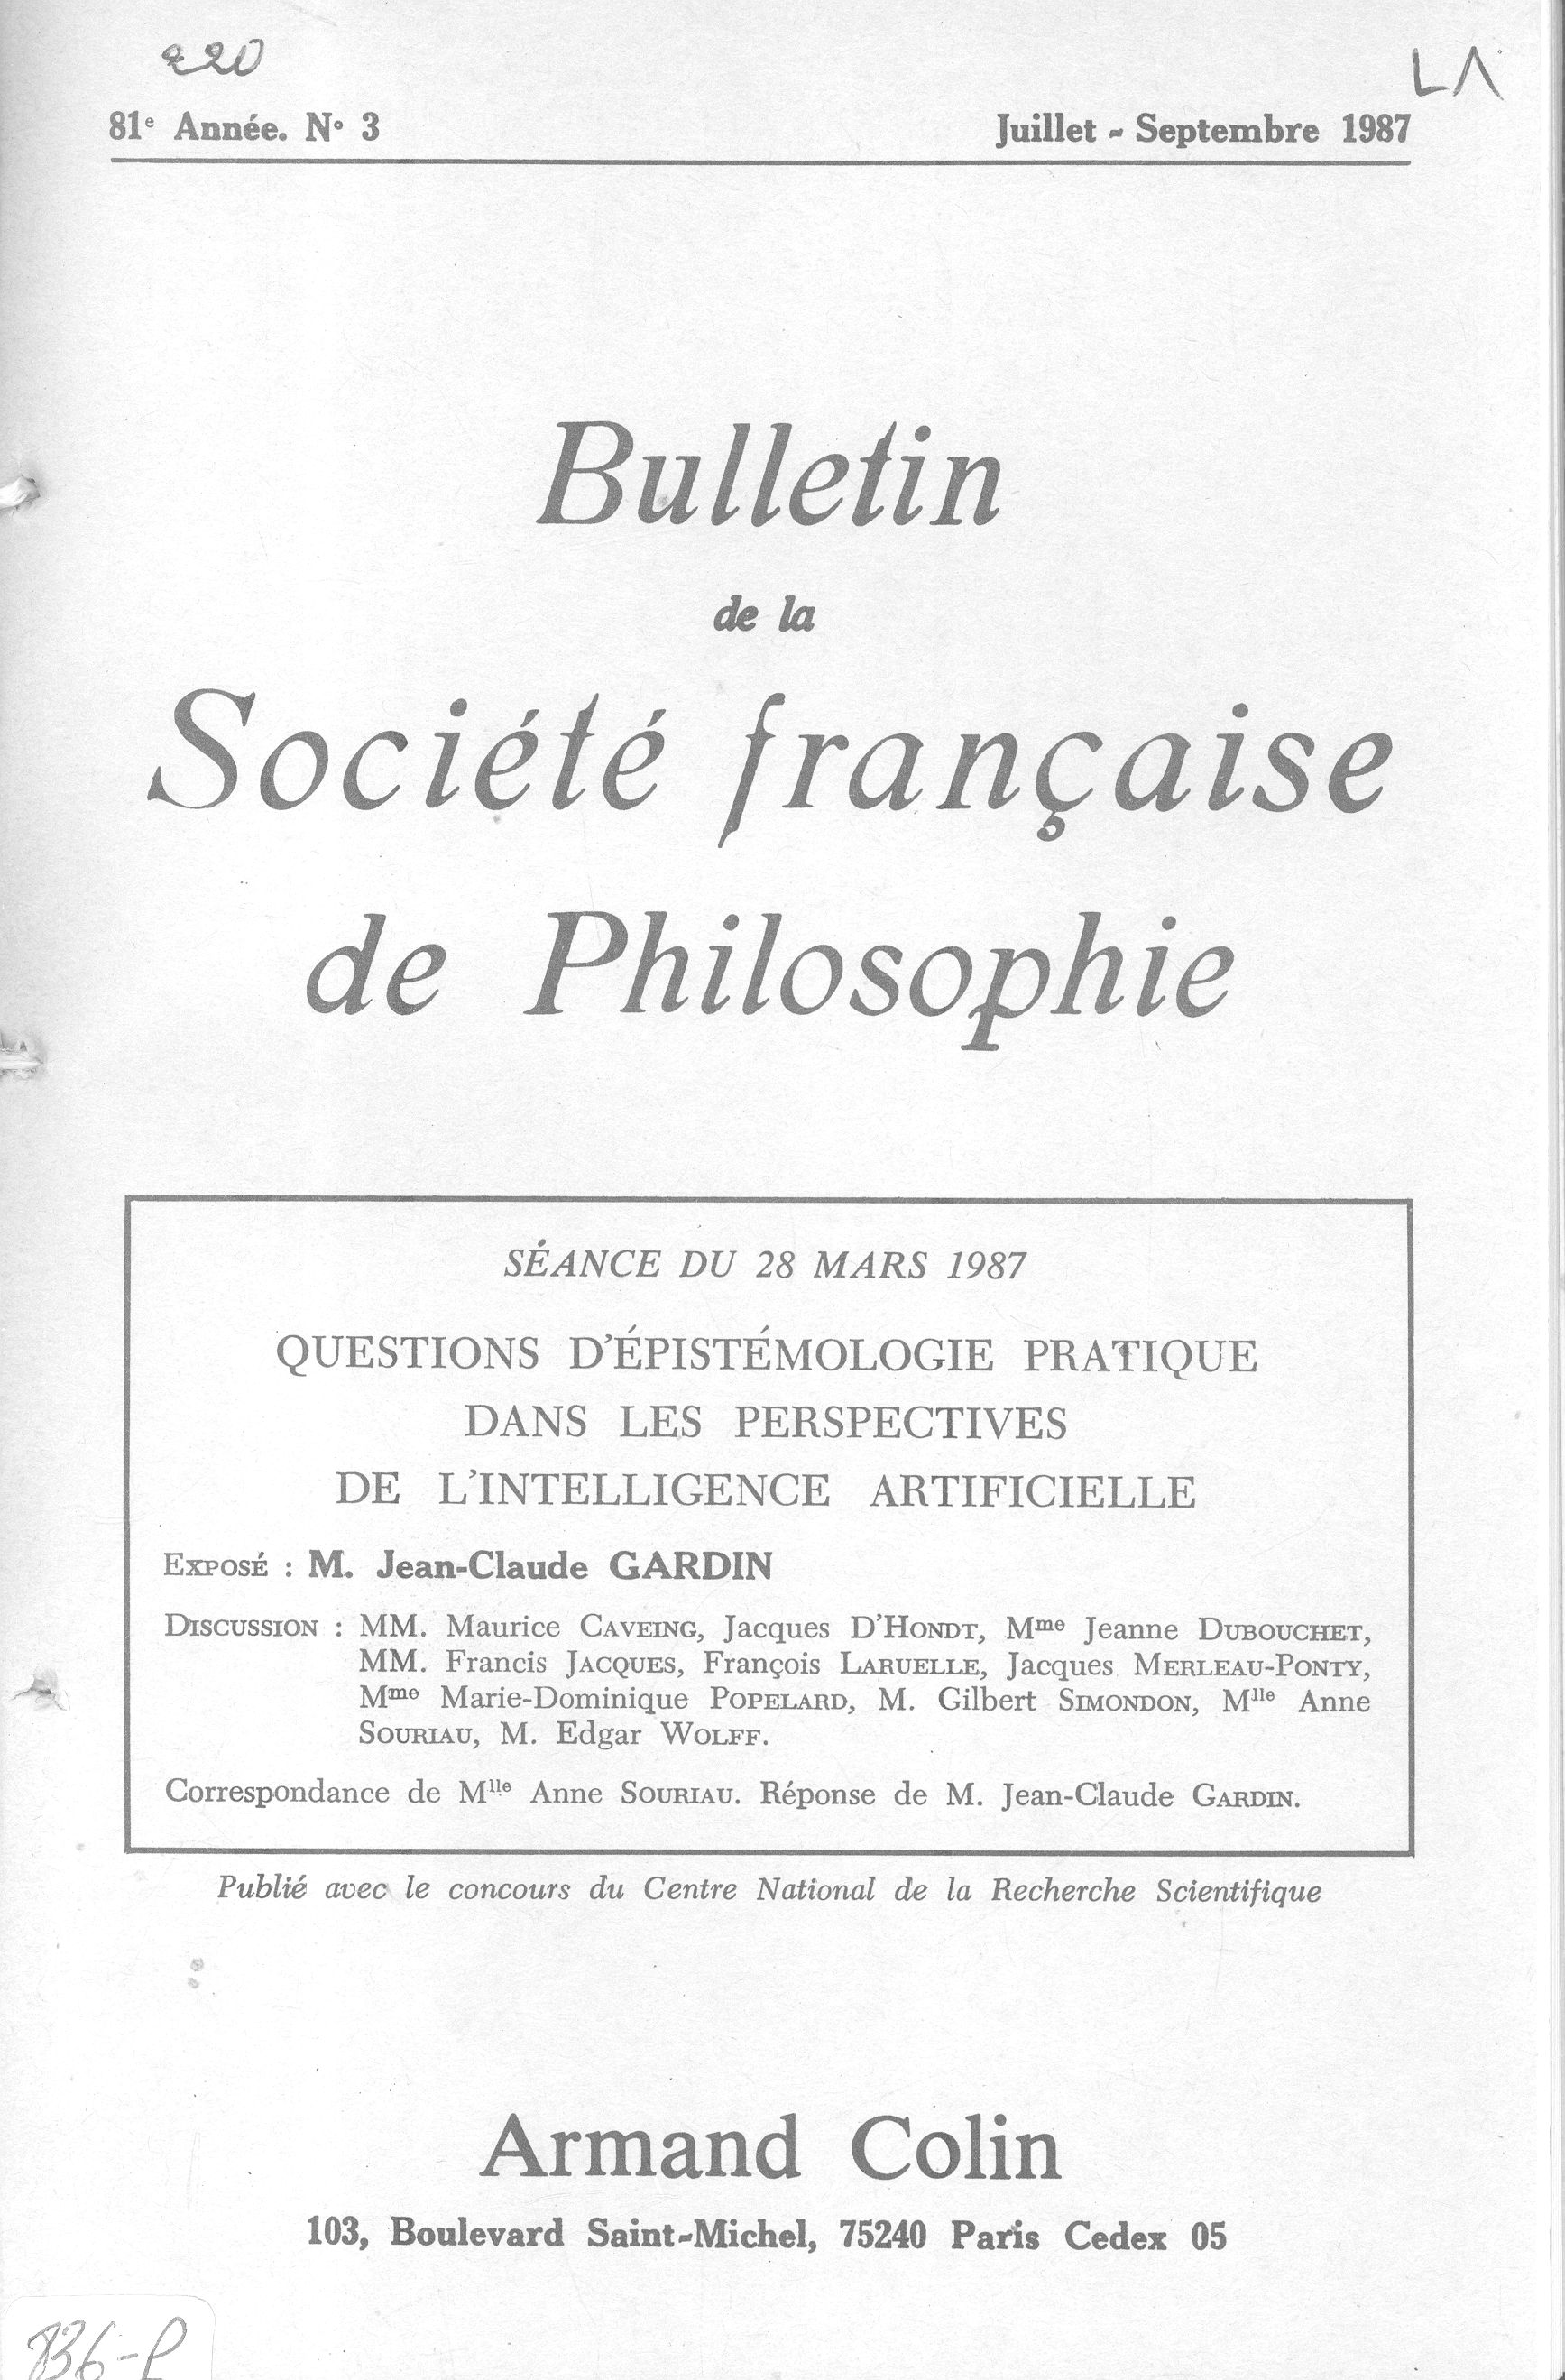 220
LA
81e Année. N° 3
Juillet - Septembre 1987
Bulletin
de la
Société française
de Philosophie
SÉANCE DU 28 MARS 1987
QUESTIONS D'ÉPISTÉMOLOGIE PRATIQUE
DANS LES PERSPECTIVES
DE L'INTELLIGENCE ARTIFICIELLE
EXPOSÉ : M. Jean-Claude GARDIN
DISCUSSION : MM. Maurice CAVEING, Jacques D'HONDT, Mme Jeanne DUBOUCHET,
MM. Francis JACQUES, François LARUELLE, Jacques MERLEAU-PONTY,
Mme Marie-Dominique POPELARD, M. Gilbert SIMONDON, Mlle Anne
SOURIAU, M. Edgar WOLFF.
Correspondance de Mlle Anne SOURIAU. Réponse de M. Jean-Claude GARDIN.
Publié avec le concours du Centre National de la Recherche Scientifique
Armand Colin
103, Boulevard Saint-Michel, 75240 Paris Cedex 05